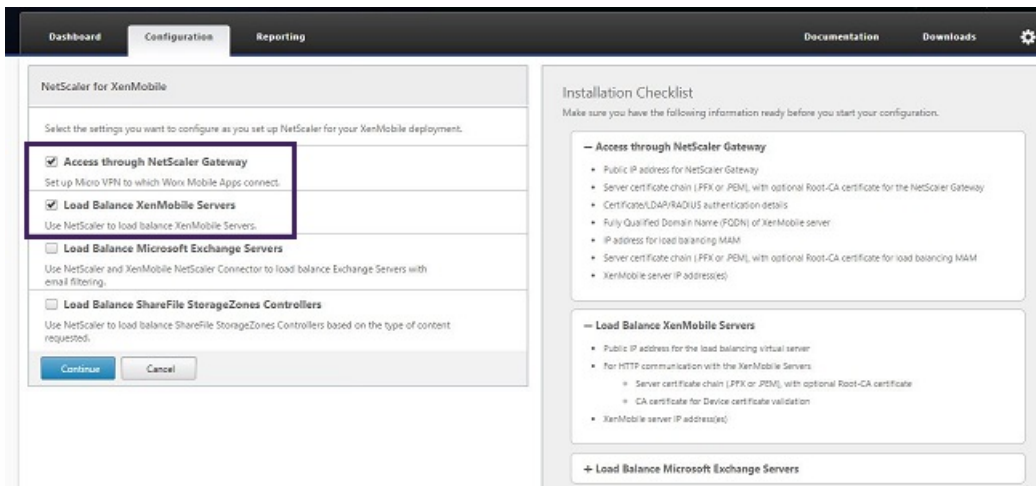 Dashboard
Configuration
Reporting
Documentation
Downloads
NetScaler for XenMobile
Select the settings you want to configure as you set up NetScaler for your XenMobile deployment.
Access through NetScaler Gateway
Set up Micro VPN to which Worx Mobile Apps connect.
Load Balance XenMobile Servers
Use NetScaler to load balance XenMobile Servers.
Load Balance Microsoft Exchange Servers
Use NetScaler and XenMobile NetScaler Connector to load balance Exchange Servers with
email filtering.
Load Balance ShareFile StorageZones Controllers
Use NetScaler to load balance ShareFile StorageZones Controllers based on the type of content
requested.
Continue
Cancel
Installation Checklist
Make sure you have the following information ready before you start your configuration.
− Access through NetScaler Gateway
• Public IP address for NetScaler Gateway
• Server certificate chain (.PFX or .PEM), with optional Root-CA certificate for the NetScaler Gateway
• Certificate/LDAP/RADIUS authentication details
• Fully Qualified Domain Name (FQDN) of XenMobile server
• IP address for load balancing MAM
• Server certificate chain (.PFX or .PEM), with optional Root-CA certificate for load balancing MAM
• XenMobile server IP address(es)
− Load Balance XenMobile Servers
• Public IP address for the load balancing virtual server
• For HTTP communication with the XenMobile Servers
Server certificate chain (.PFX or .PEM), with optional Root-CA certificate
CA certificate for Device certificate validation
• XenMobile server IP address(es)
+ Load Balance Microsoft Exchange Servers